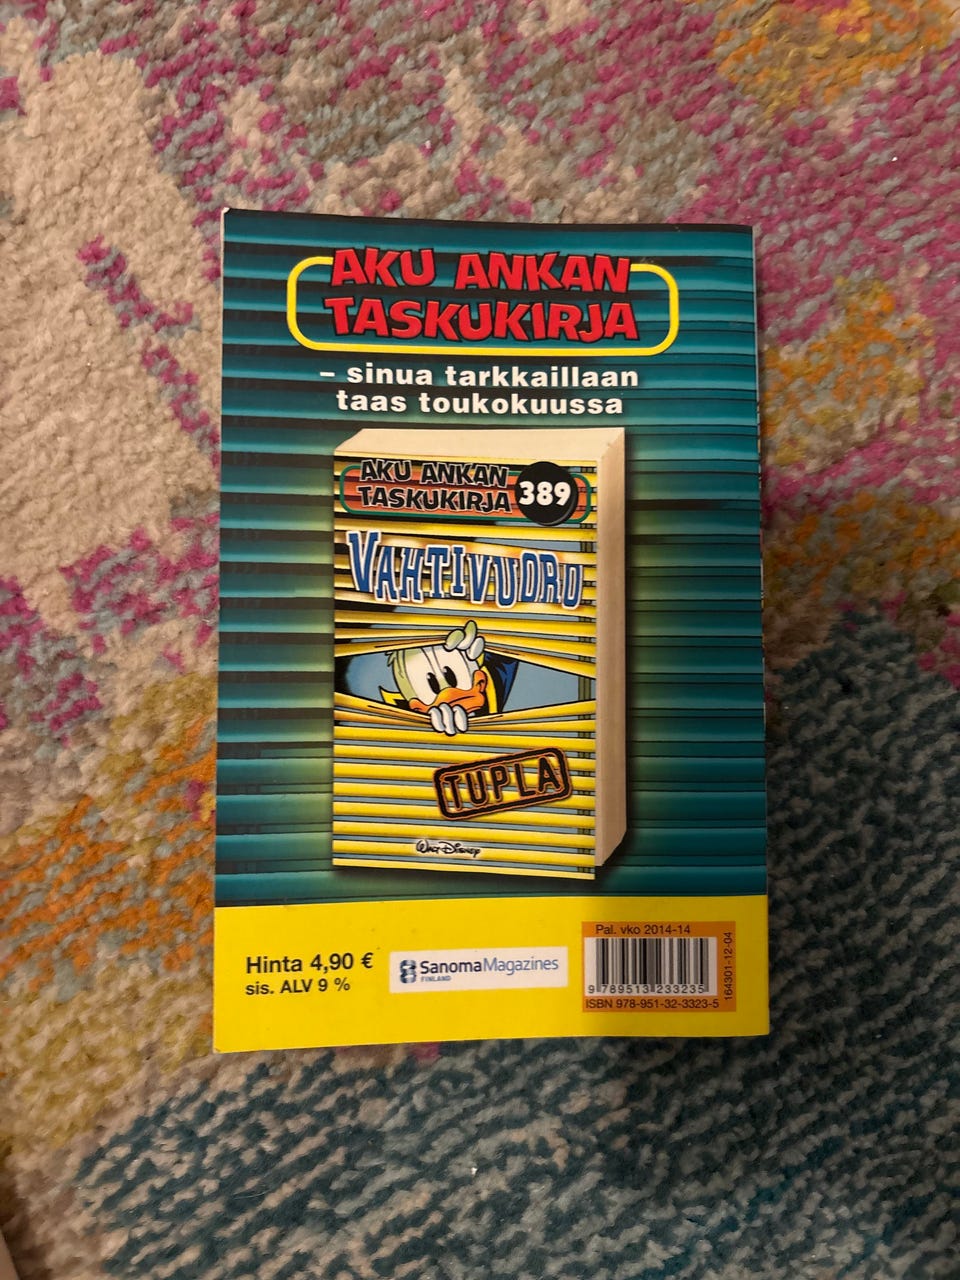 AKU ANKAN
TASKUKIRJA
– sinua tarkkaillaan
taas toukokuussa
AKU ANKAN
TASKUKIRJA
389
VAHTIVUORO
TUPLA
Walt Disney
Hinta 4,90 €
sis. ALV 9 %
SanomaMagazines
FINLAND
Pal. vko 2014-14
9 789513 233235
ISBN 978-951-32-3323-5
164301-12-04